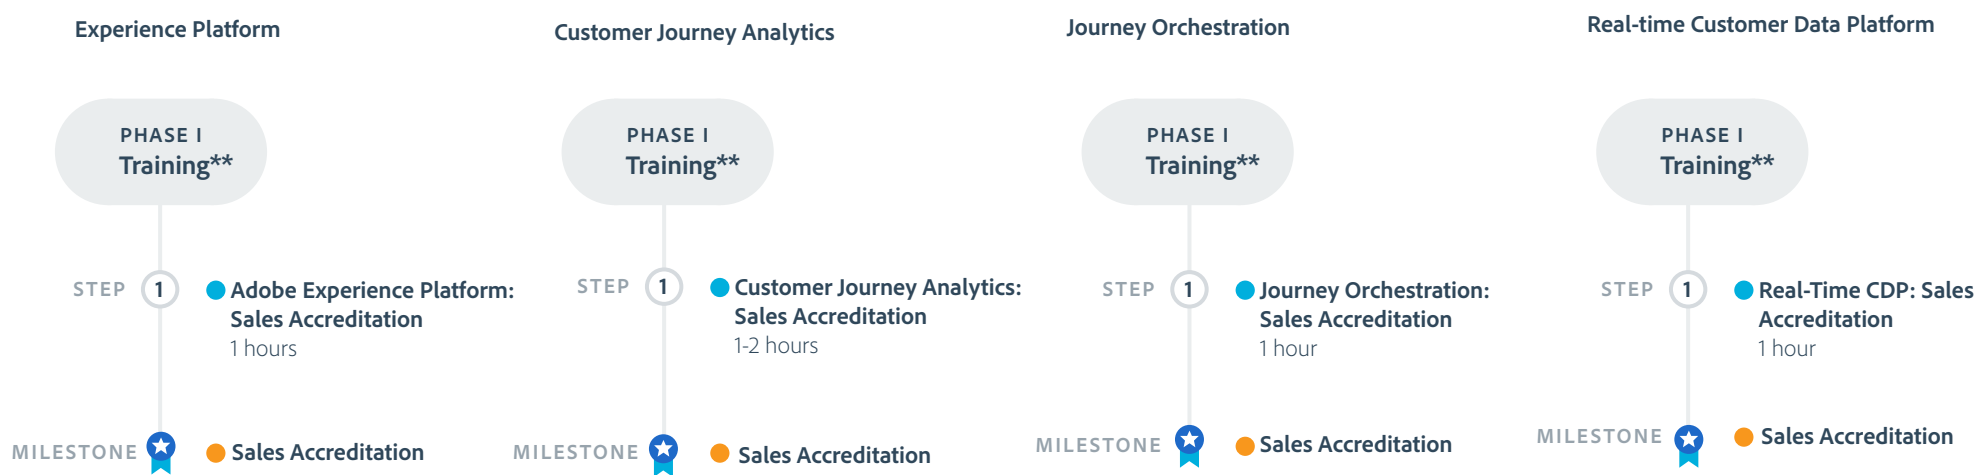 Experience Platform
PHASE I
Training**
STEP 1
Adobe Experience Platform:
Sales Accreditation
1 hours
MILESTONE
Sales Accreditation
Customer Journey Analytics
PHASE I
Training**
STEP 1
Customer Journey Analytics:
Sales Accreditation
1-2 hours
MILESTONE
Sales Accreditation
Journey Orchestration
PHASE I
Training**
STEP 1
Journey Orchestration:
Sales Accreditation
1 hour
MILESTONE
Sales Accreditation
Real-time Customer Data Platform
PHASE I
Training**
STEP 1
Real-Time CDP: Sales
Accreditation
1 hour
MILESTONE
Sales Accreditation